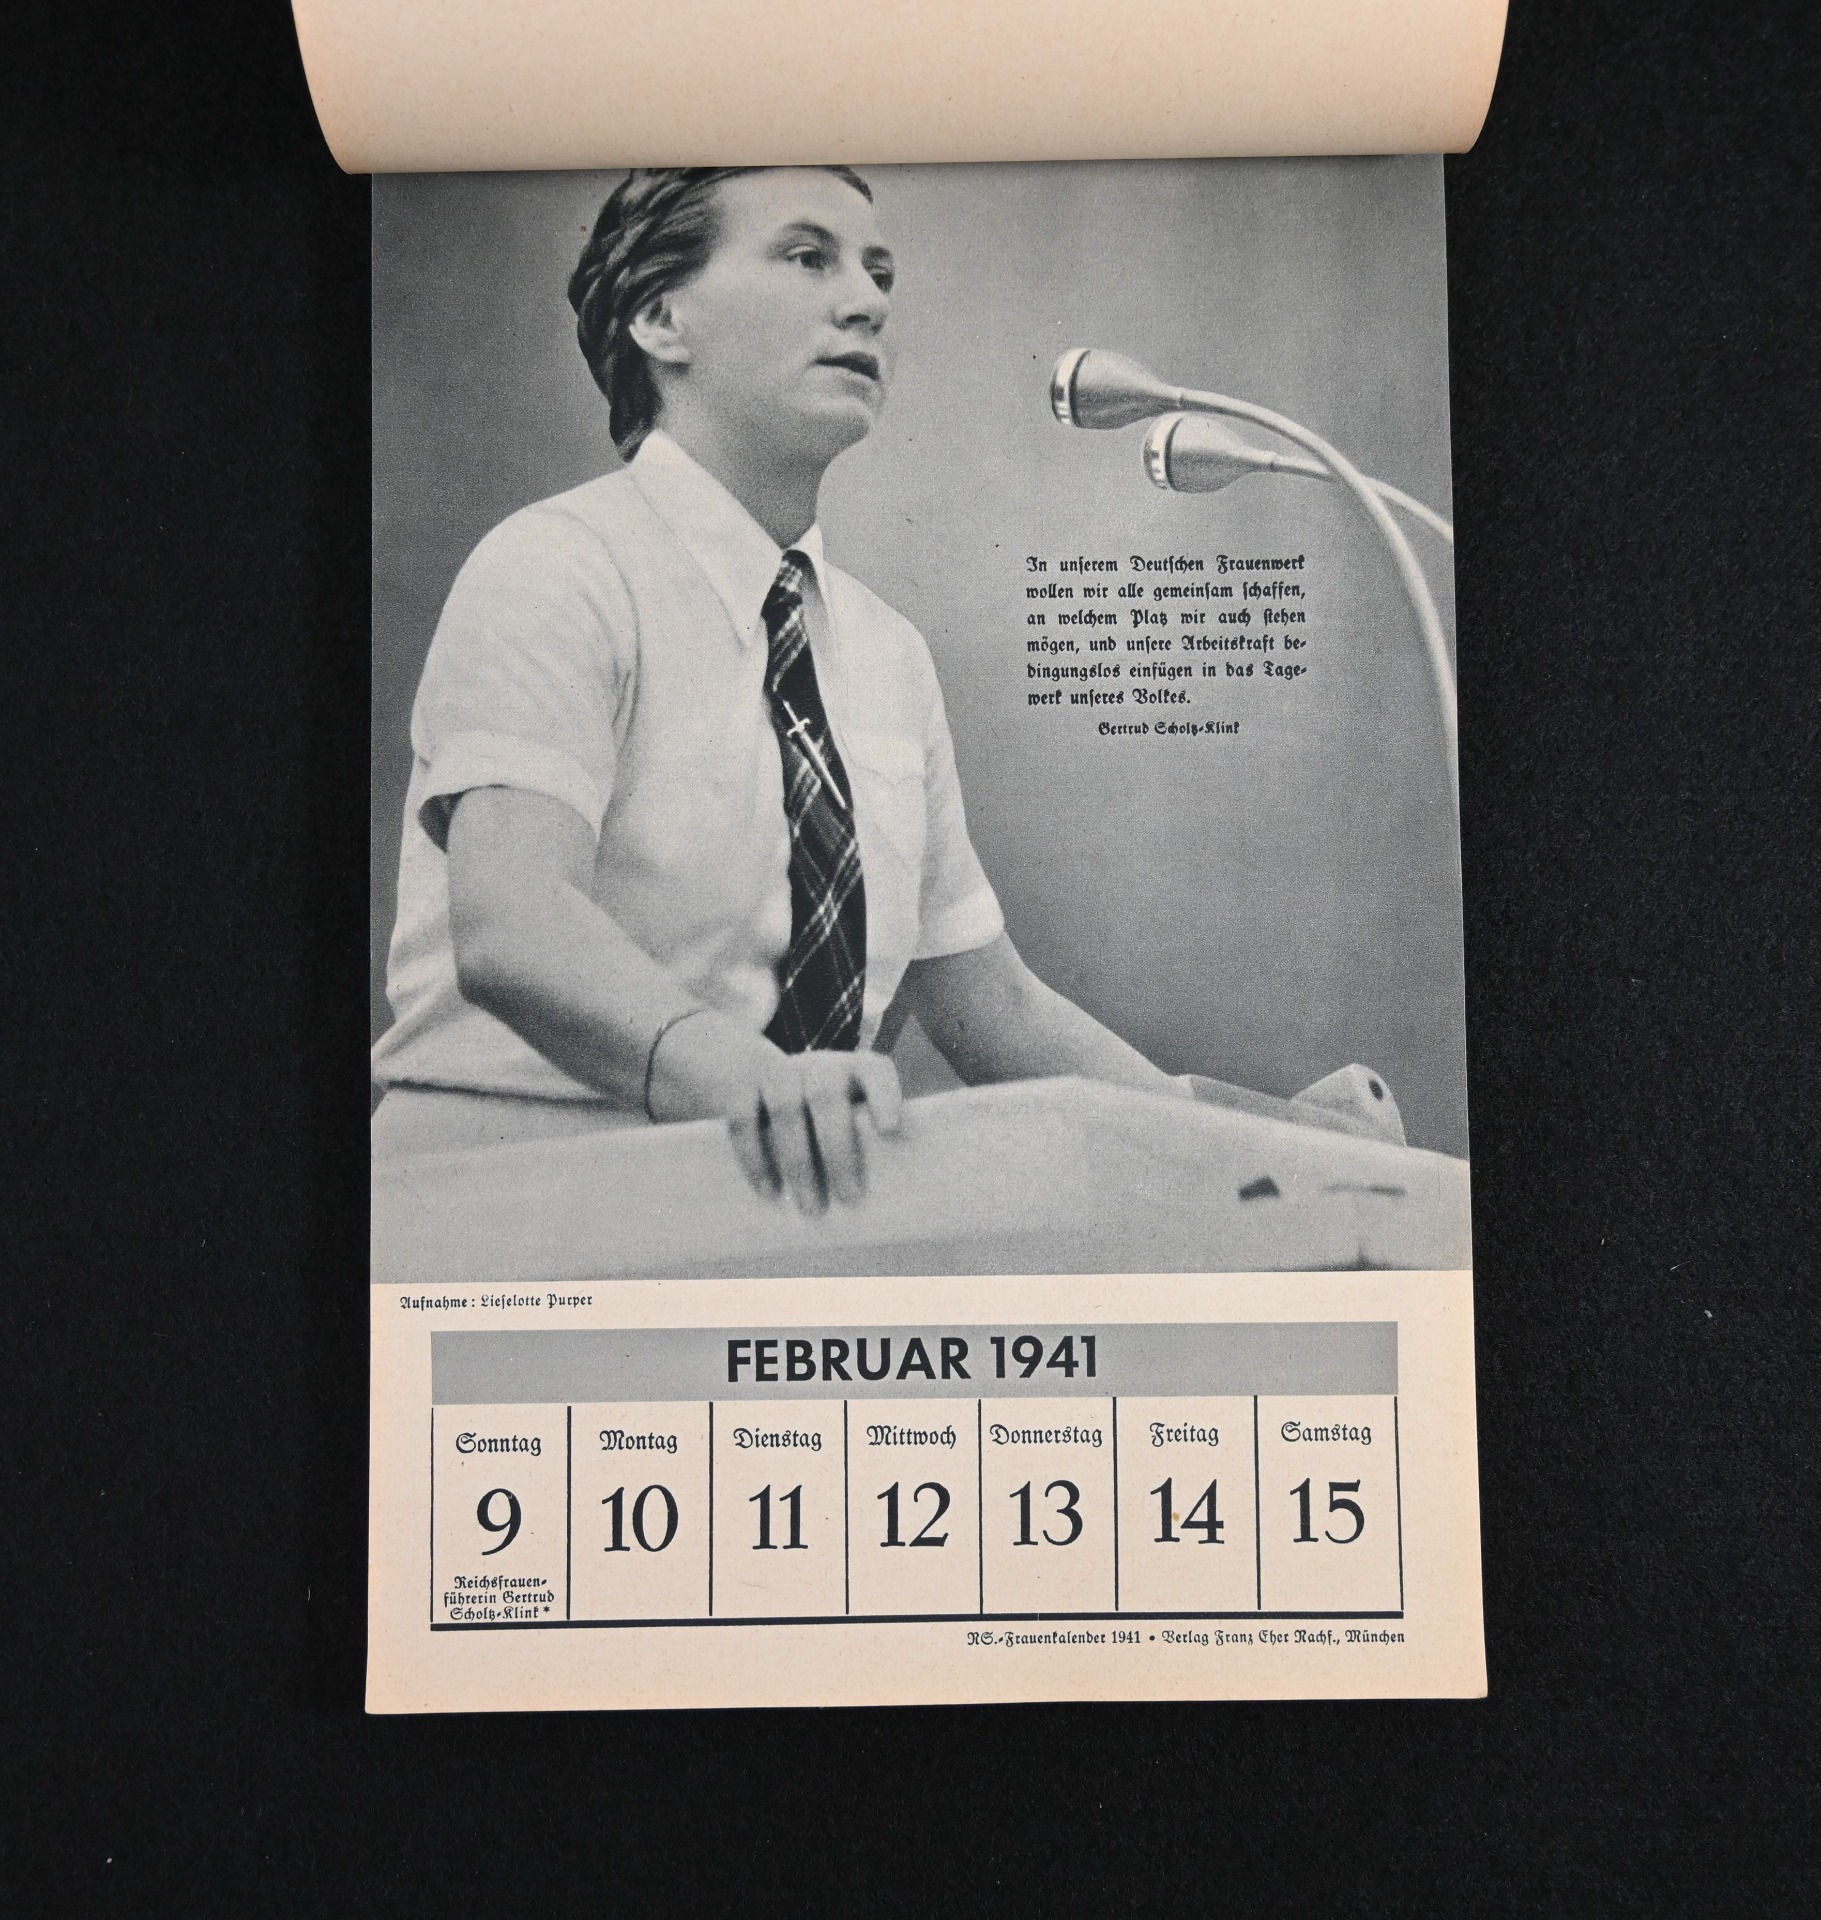 In unserem Deutschen Frauenwerk
wollen wir alle gemeinsam schaffen,
an welchem Platz wir auch stehen
mögen, und unsere Arbeitskraft be-
dingungslos einfügen in das Tage-
werk unseres Volkes.
Gertrud Scholtz-Klink
Aufnahme: Lieselotte Purper
FEBRUAR 1941
Sonntag Montag Dienstag Mittwoch Donnerstag Freitag Samstag
9 10 11 12 13 14 15
Reichsfrauen-
führerin Gertrud
Scholtz-Klink *
NS.-Frauenkalender 1941 • Verlag Franz Eher Nachf., München